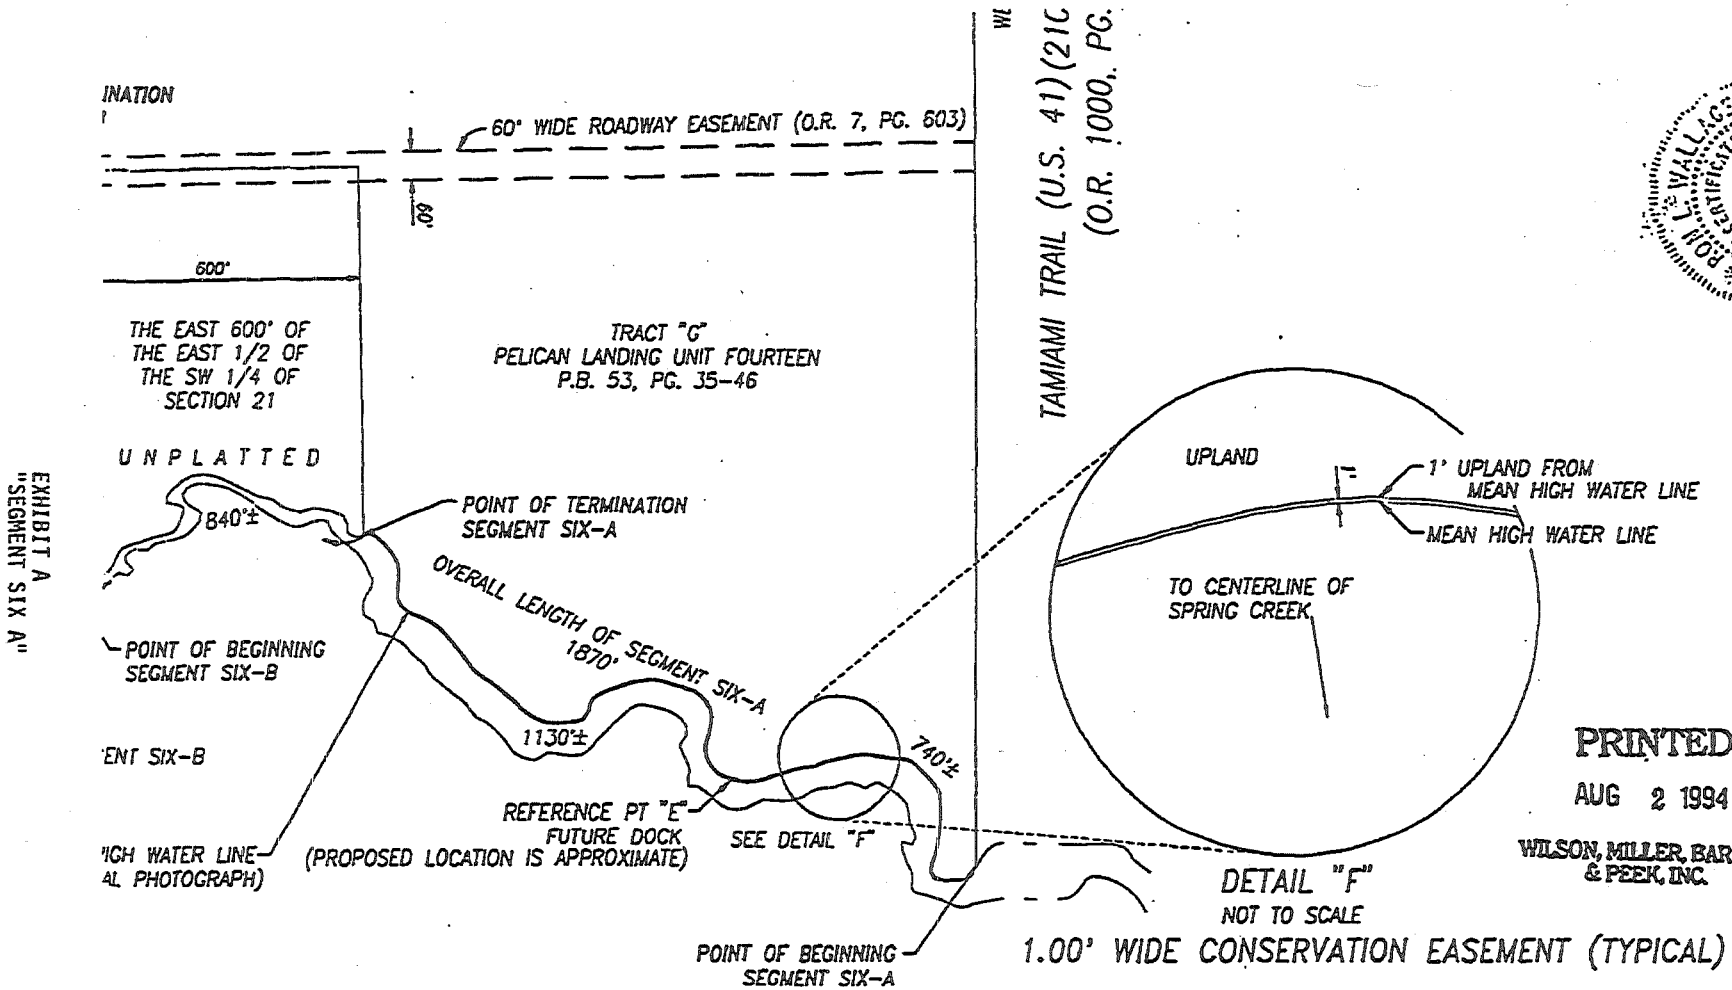 INATION
60' WIDE ROADWAY EASEMENT (O.R. 7, PG. 603)
60'
600'
THE EAST 600' OF
THE EAST 1/2 OF
THE SW 1/4 OF
SECTION 21
UNPLATTED
TRACT "G"
PELICAN LANDING UNIT FOURTEEN
P.B. 53, PG. 35-46
TAMIAMI TRAIL (U.S. 41) (210
(O.R. 1000, PG.
RON L. WALLACE
CERTIFICATE
EXHIBIT A
"SEGMENT SIX A"
840'±
POINT OF TERMINATION
SEGMENT SIX-A
OVERALL LENGTH OF SEGMENT SIX-A
1870'
POINT OF BEGINNING
SEGMENT SIX-B
ENT SIX-B
1130'±
740'±
REFERENCE PT "E"
FUTURE DOCK
(PROPOSED LOCATION IS APPROXIMATE)
IGH WATER LINE
AL PHOTOGRAPH)
SEE DETAIL "F"
POINT OF BEGINNING
SEGMENT SIX-A
UPLAND
1'
1' UPLAND FROM
MEAN HIGH WATER LINE
MEAN HIGH WATER LINE
TO CENTERLINE OF
SPRING CREEK
DETAIL "F"
NOT TO SCALE
1.00' WIDE CONSERVATION EASEMENT (TYPICAL)
PRINTED
AUG 2 1994
WILSON, MILLER, BAR
& PEEK, INC.